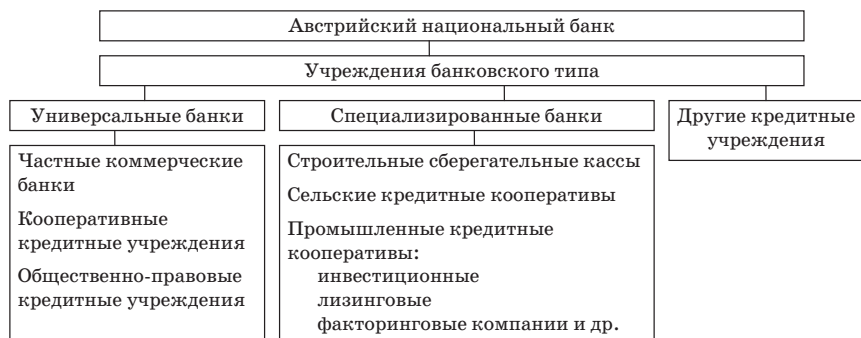 Австрийский национальный банк
Учреждения банковского типа
Универсальные банки
Частные коммерческие
банки
Кооперативные
кредитные учреждения
Общественно-правовые
кредитные учреждения
Специализированные банки
Строительные сберегательные кассы
Сельские кредитные кооперативы
Промышленные кредитные
кооперативы:
инвестиционные
лизинговые
факторинговые компании и др.
Другие кредитные
учреждения